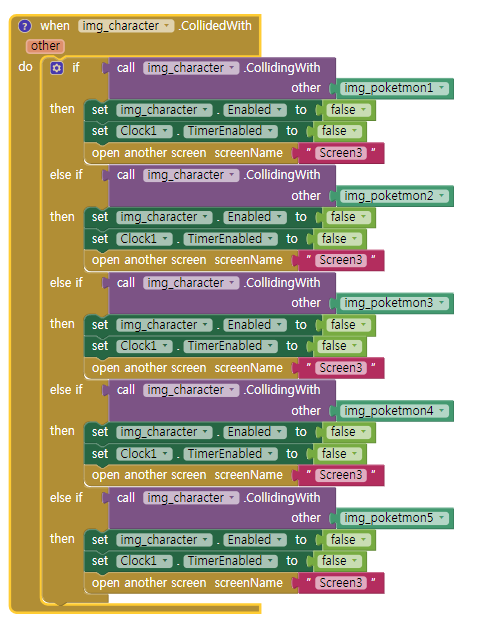 when img_character .CollidedWith
other
do if call img_character .CollidingWith
other img_poketmon1
then set img_character . Enabled to false
set Clock1 . TimerEnabled to false
open another screen screenName " Screen3 "
else if call img_character .CollidingWith
other img_poketmon2
then set img_character . Enabled to false
set Clock1 . TimerEnabled to false
open another screen screenName " Screen3 "
else if call img_character .CollidingWith
other img_poketmon3
then set img_character . Enabled to false
set Clock1 . TimerEnabled to false
open another screen screenName " Screen3 "
else if call img_character .CollidingWith
other img_poketmon4
then set img_character . Enabled to false
set Clock1 . TimerEnabled to false
open another screen screenName " Screen3 "
else if call img_character .CollidingWith
other img_poketmon5
then set img_character . Enabled to false
set Clock1 . TimerEnabled to false
open another screen screenName " Screen3 "